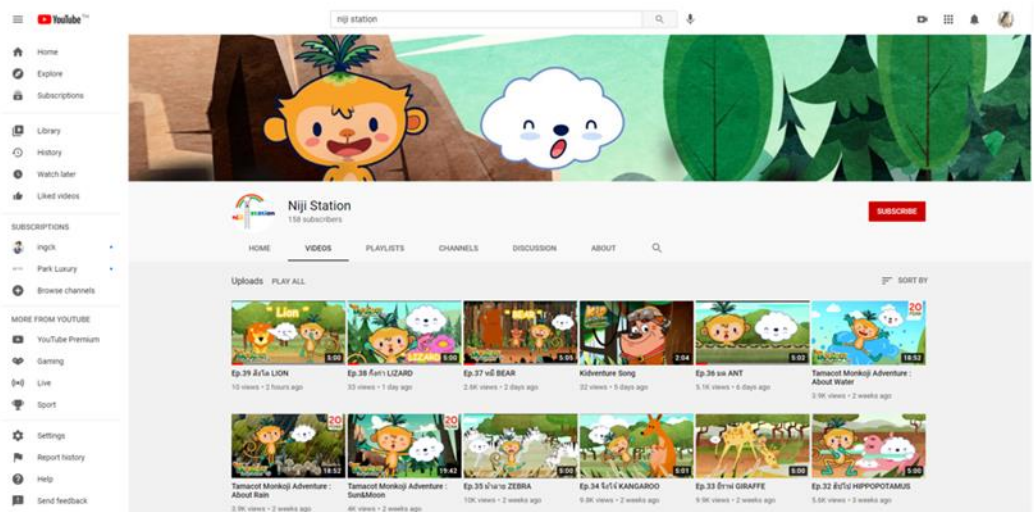 YouTube TH
niji station
Home
Explore
Subscriptions
Library
History
Watch later
Liked videos
SUBSCRIPTIONS
ingck
Park Luxury
Browse channels
MORE FROM YOUTUBE
YouTube Premium
Gaming
Live
Sport
Settings
Report history
Help
Send feedback
Niji Station
Niji Station
158 subscribers
SUBSCRIBE
HOME VIDEOS PLAYLISTS CHANNELS DISCUSSION ABOUT
Uploads PLAY ALL
SORT BY
" Lion "
5:00
LIZARD 5:00
" BEAR "
5:05
KID
2:04
5:02
20
18:52
Ep.39 สิงโต LION
10 views • 2 hours ago
Ep.38 กิ้งก่า LIZARD
33 views • 1 day ago
Ep.37 หมี BEAR
2.6K views • 2 days ago
Kidventure Song
32 views • 5 days ago
Ep.36 มด ANT
5.1K views • 6 days ago
Tamacot Monkoji Adventure :
About Water
3.9K views • 2 weeks ago
20
18:52
20
19:42
5:00
5:01
5:00
5:00
Tamacot Monkoji Adventure :
About Rain
3.9K views • 2 weeks ago
Tamacot Monkoji Adventure :
Sun&Moon
4K views • 2 weeks ago
Ep.35 ม้าลาย ZEBRA
10K views • 2 weeks ago
Ep.34 จิงโจ้ KANGAROO
9.8K views • 2 weeks ago
Ep.33 ยีราฟ GIRAFFE
9.9K views • 2 weeks ago
Ep.32 ฮิปโป HIPPOPOTAMUS
5.6K views • 3 weeks ago